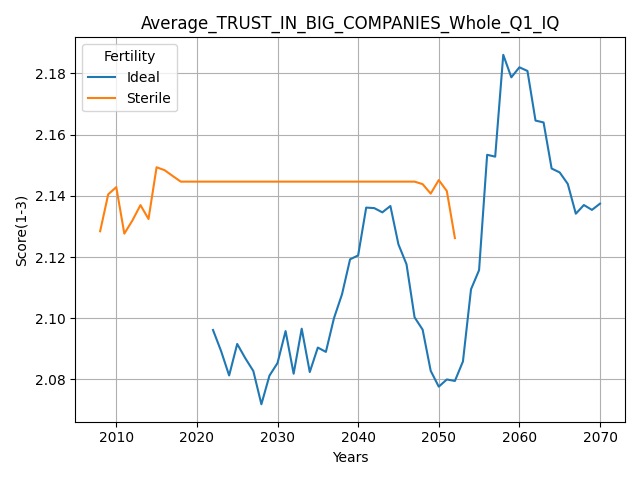 Average_TRUST_IN_BIG_COMPANIES_Whole_Q1_IQ
Fertility
Ideal
Sterile
Score(1-3)
2.18
2.16
2.14
2.12
2.10
2.08
2010 2020 2030 2040 2050 2060 2070
Years